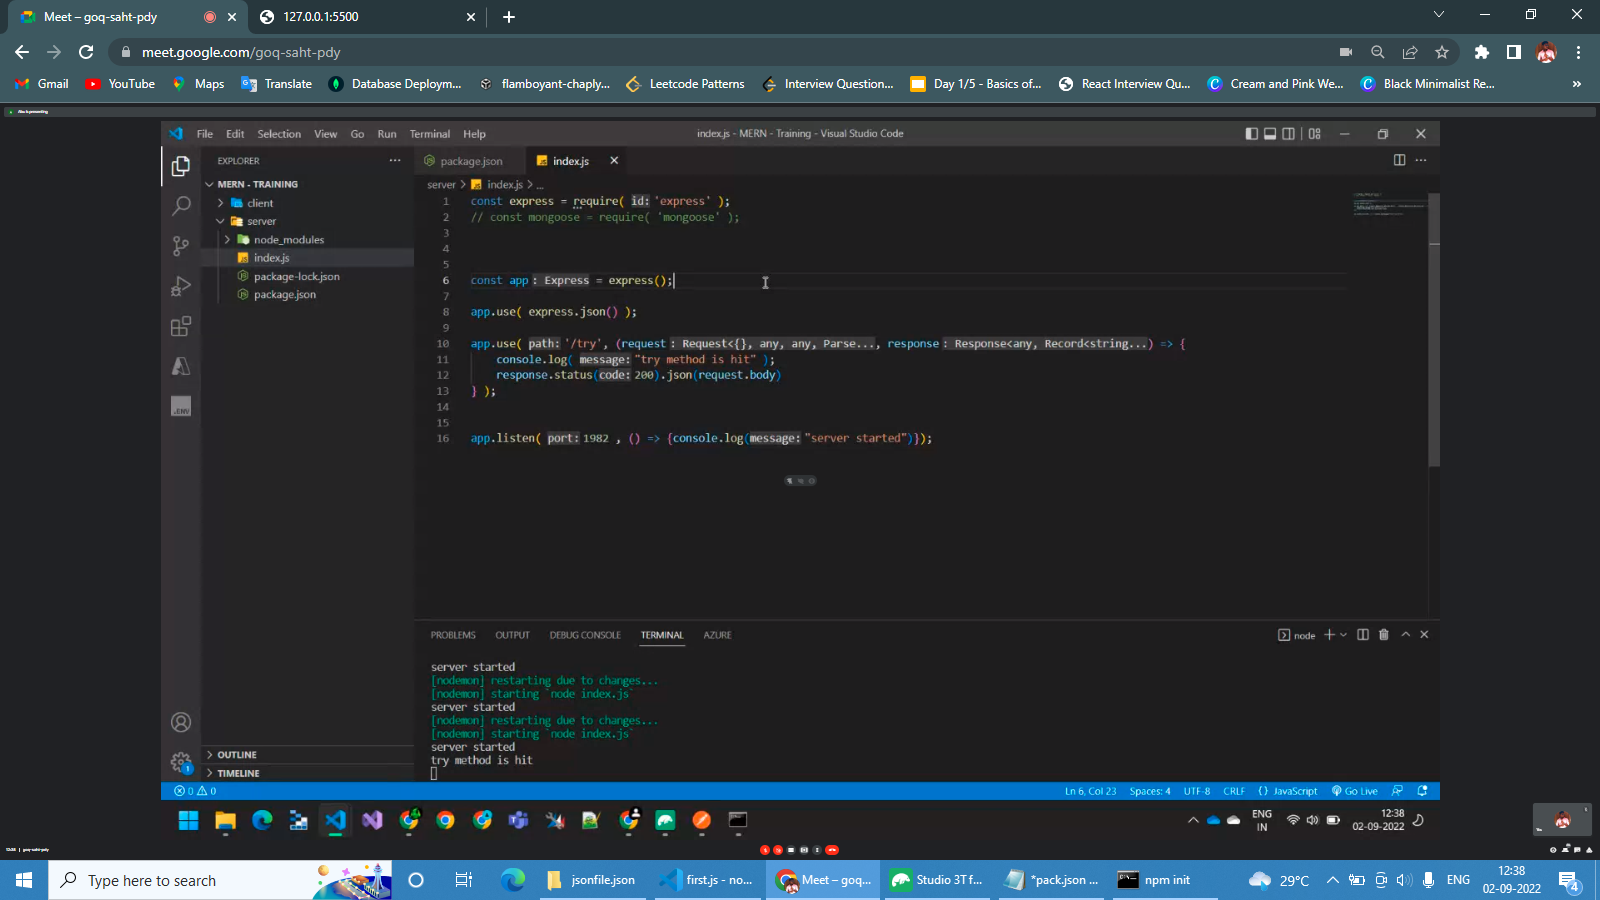 Meet – goq-saht-pdy
127.0.0.1:5500
meet.google.com/goq-saht-pdy
Gmail
YouTube
Maps
Translate
Database Deploym...
flamboyant-chaply...
Leetcode Patterns
Interview Question...
Day 1/5 - Basics of...
React Interview Qu...
Cream and Pink We...
Black Minimalist Re...
»
File Edit Selection View Go Run Terminal Help
index.js - MERN - Training - Visual Studio Code
EXPLORER
package.json
index.js
MERN - TRAINING
client
server
node_modules
index.js
package-lock.json
package.json
server > index.js > ...
1 const express = require( id: 'express' );
2 // const mongoose = require( 'mongoose' );
3
4
5
6 const app : Express = express();
7
8 app.use( express.json() );
9
10 app.use( path: '/try', (request : Request<{}, any, any, Parse..., response : Response<any, Record<string...) => {
11 console.log( message: "try method is hit" );
12 response.status(code: 200).json(request.body)
13 } );
14
15
16 app.listen( port: 1982 , () => {console.log(message: "server started")});
PROBLEMS OUTPUT DEBUG CONSOLE TERMINAL AZURE
node
server started
[nodemon] restarting due to changes...
[nodemon] starting `node index.js`
server started
[nodemon] restarting due to changes...
[nodemon] starting `node index.js`
server started
try method is hit
OUTLINE
TIMELINE
.ENV
1
0 0
Ln 6, Col 23 Spaces: 4 UTF-8 CRLF {} JavaScript Go Live
ENG
IN
12:38
02-09-2022
12:38 | goq-saht-pdy
Type here to search
jsonfile.json
first.js - no...
Meet – goq...
Studio 3T f...
*pack.json ...
npm init
29°C
ENG
12:38
02-09-2022
4